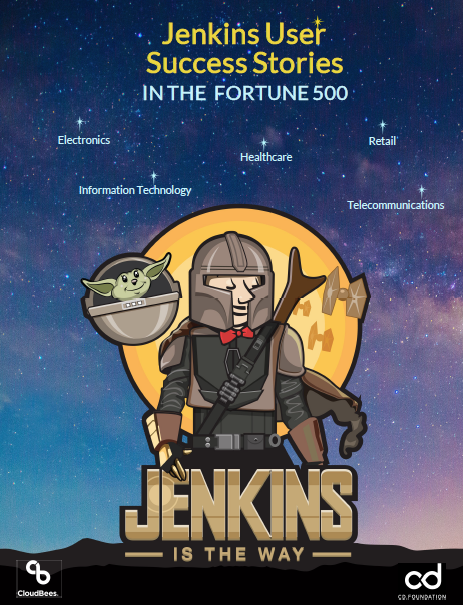 Jenkins User
Success Stories
IN THE FORTUNE 500
Electronics
Retail
Healthcare
Information Technology
Telecommunications
JENKINS
IS THE WAY
CloudBees.
cd
CD.FOUNDATION